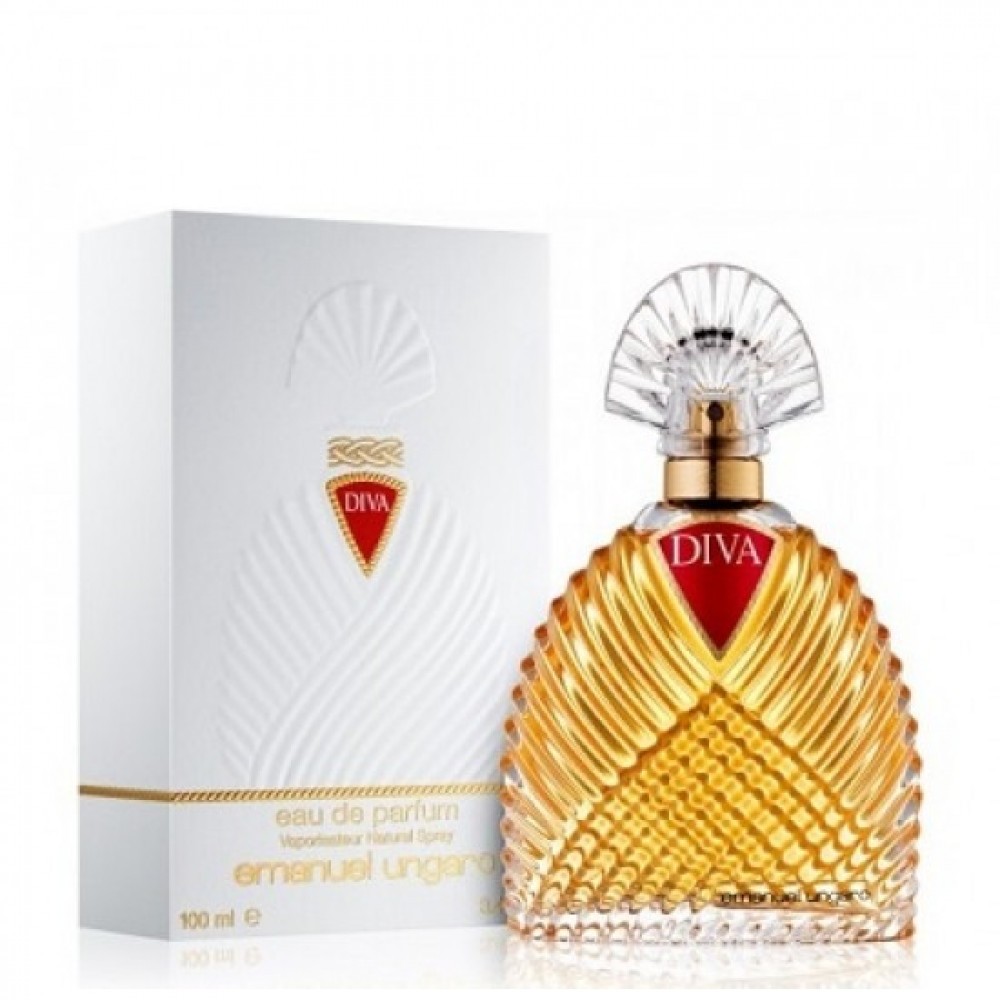 DIVA
eau de parfum
Vaporisateur Natural Spray
emanuel ungaro
100 ml e
DIVA
emanuel ungaro